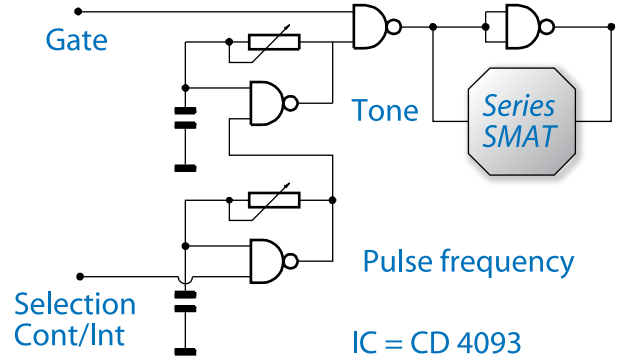 Gate
Tone
Series
SMAT
Pulse frequency
Selection
Cont/Int
IC = CD 4093